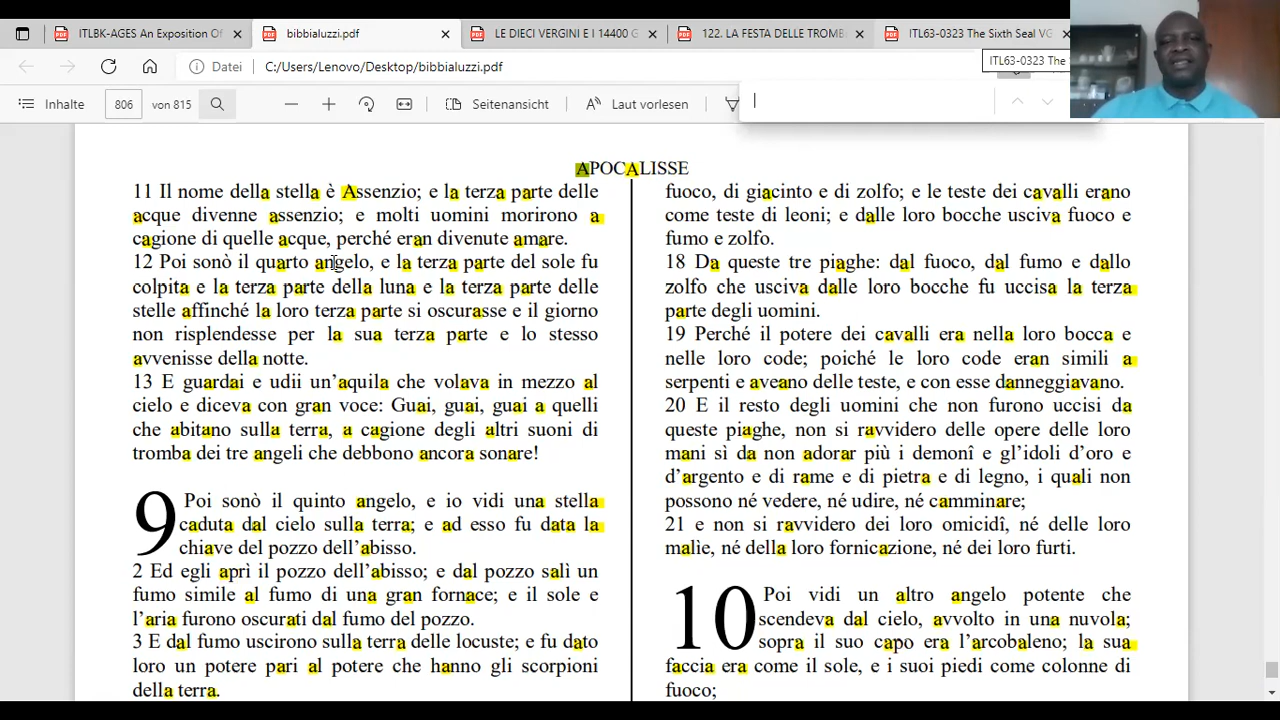 ITLBK-AGES An Exposition Of
bibbialuzzi.pdf
LE DIECI VERGINI E I 14400 G
122. LA FESTA DELLE TROMB
ITL63-0323 The Sixth Seal VG
ITL63-0323 The
Datei
C:/Users/Lenovo/Desktop/bibbialuzzi.pdf
Inhalte
806
von 815
Seitenansicht
Laut vorlesen
APOCALISSE
11 Il nome della stella è Assenzio; e la terza parte delle
acque divenne assenzio; e molti uomini morirono a
cagione di quelle acque, perché eran divenute amare.
12 Poi sonò il quarto angelo, e la terza parte del sole fu
colpita e la terza parte della luna e la terza parte delle
stelle affinché la loro terza parte si oscurasse e il giorno
non risplendesse per la sua terza parte e lo stesso
avvenisse della notte.
13 E guardai e udii un’aquila che volava in mezzo al
cielo e diceva con gran voce: Guai, guai, guai a quelli
che abitano sulla terra, a cagione degli altri suoni di
tromba dei tre angeli che debbono ancora sonare!
9 Poi sonò il quinto angelo, e io vidi una stella
caduta dal cielo sulla terra; e ad esso fu data la
chiave del pozzo dell’abisso.
2 Ed egli aprì il pozzo dell’abisso; e dal pozzo salì un
fumo simile al fumo di una gran fornace; e il sole e
l’aria furono oscurati dal fumo del pozzo.
3 E dal fumo uscirono sulla terra delle locuste; e fu dato
loro un potere pari al potere che hanno gli scorpioni
della terra.
fuoco, di giacinto e di zolfo; e le teste dei cavalli erano
come teste di leoni; e dalle loro bocche usciva fuoco e
fumo e zolfo.
18 Da queste tre piaghe: dal fuoco, dal fumo e dallo
zolfo che usciva dalle loro bocche fu uccisa la terza
parte degli uomini.
19 Perché il potere dei cavalli era nella loro bocca e
nelle loro code; poiché le loro code eran simili a
serpenti e aveano delle teste, e con esse danneggiavano.
20 E il resto degli uomini che non furono uccisi da
queste piaghe, non si ravvidero delle opere delle loro
mani sì da non adorar più i demonî e gl’idoli d’oro e
d’argento e di rame e di pietra e di legno, i quali non
possono né vedere, né udire, né camminare;
21 e non si ravvidero dei loro omicidî, né delle loro
malìe, né della loro fornicazione, né dei loro furti.
10 Poi vidi un altro angelo potente che
scendeva dal cielo, avvolto in una nuvola;
sopra il suo capo era l’arcobaleno; la sua
faccia era come il sole, e i suoi piedi come colonne di
fuoco;